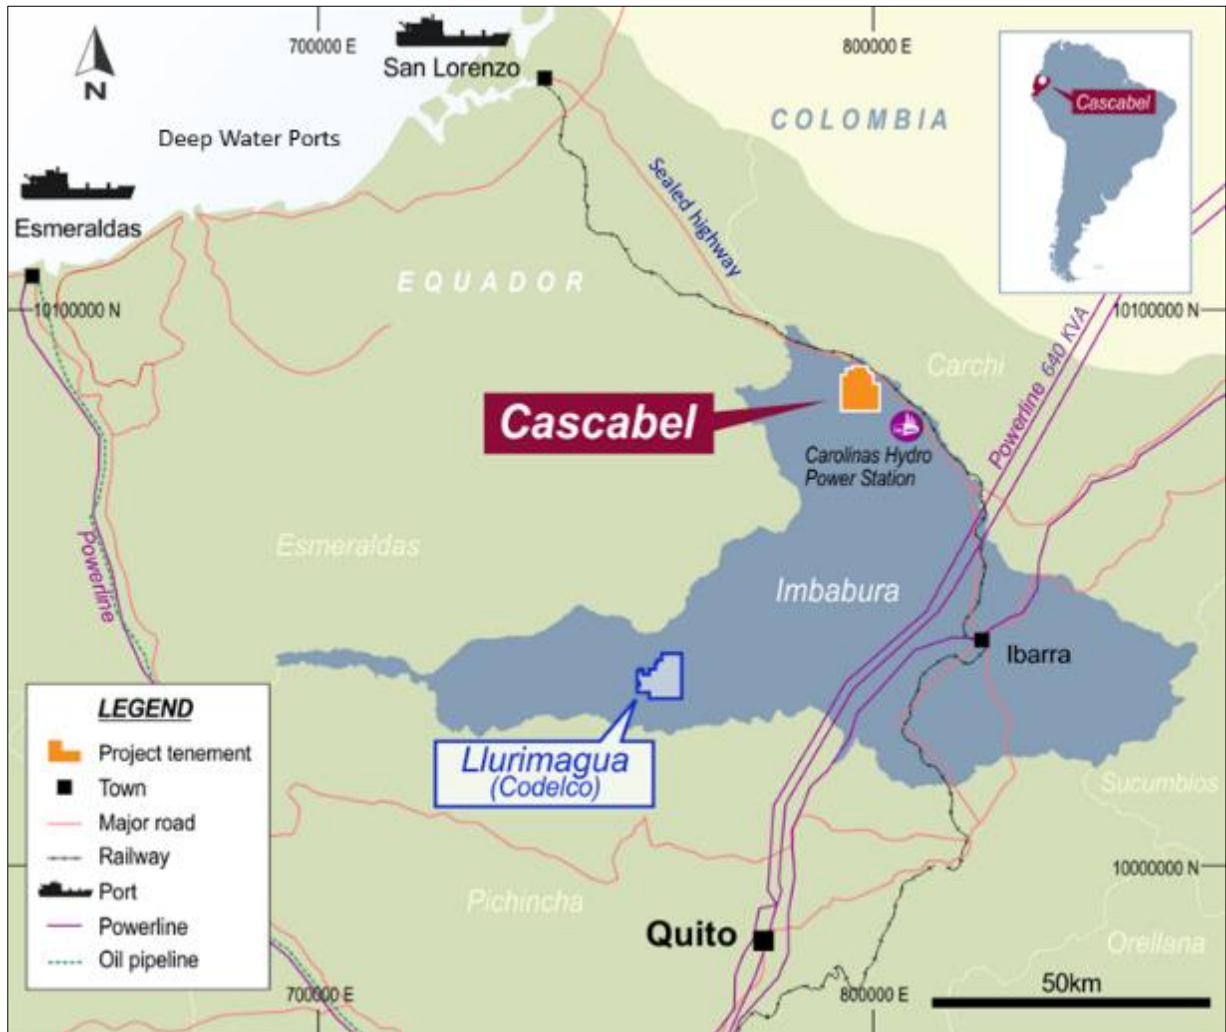 700000 E
800000 E
San Lorenzo
N
Deep Water Ports
COLOMBIA
Cascabel
Sealed highway
Esmeraldas
EQUADOR
10100000 N
10100000 N
Powerline 640 KVA
Carchi
Cascabel
Carolinas Hydro
Power Station
Esmeraldas
Powerline
Imbabura
Ibarra
LEGEND
Project tenement
Town
Major road
Railway
Port
Powerline
Oil pipeline
Llurimagua
(Codelco)
Sucumbios
10000000 N
Pichincha
Quito
Orellana
700000 E
800000 E
50km